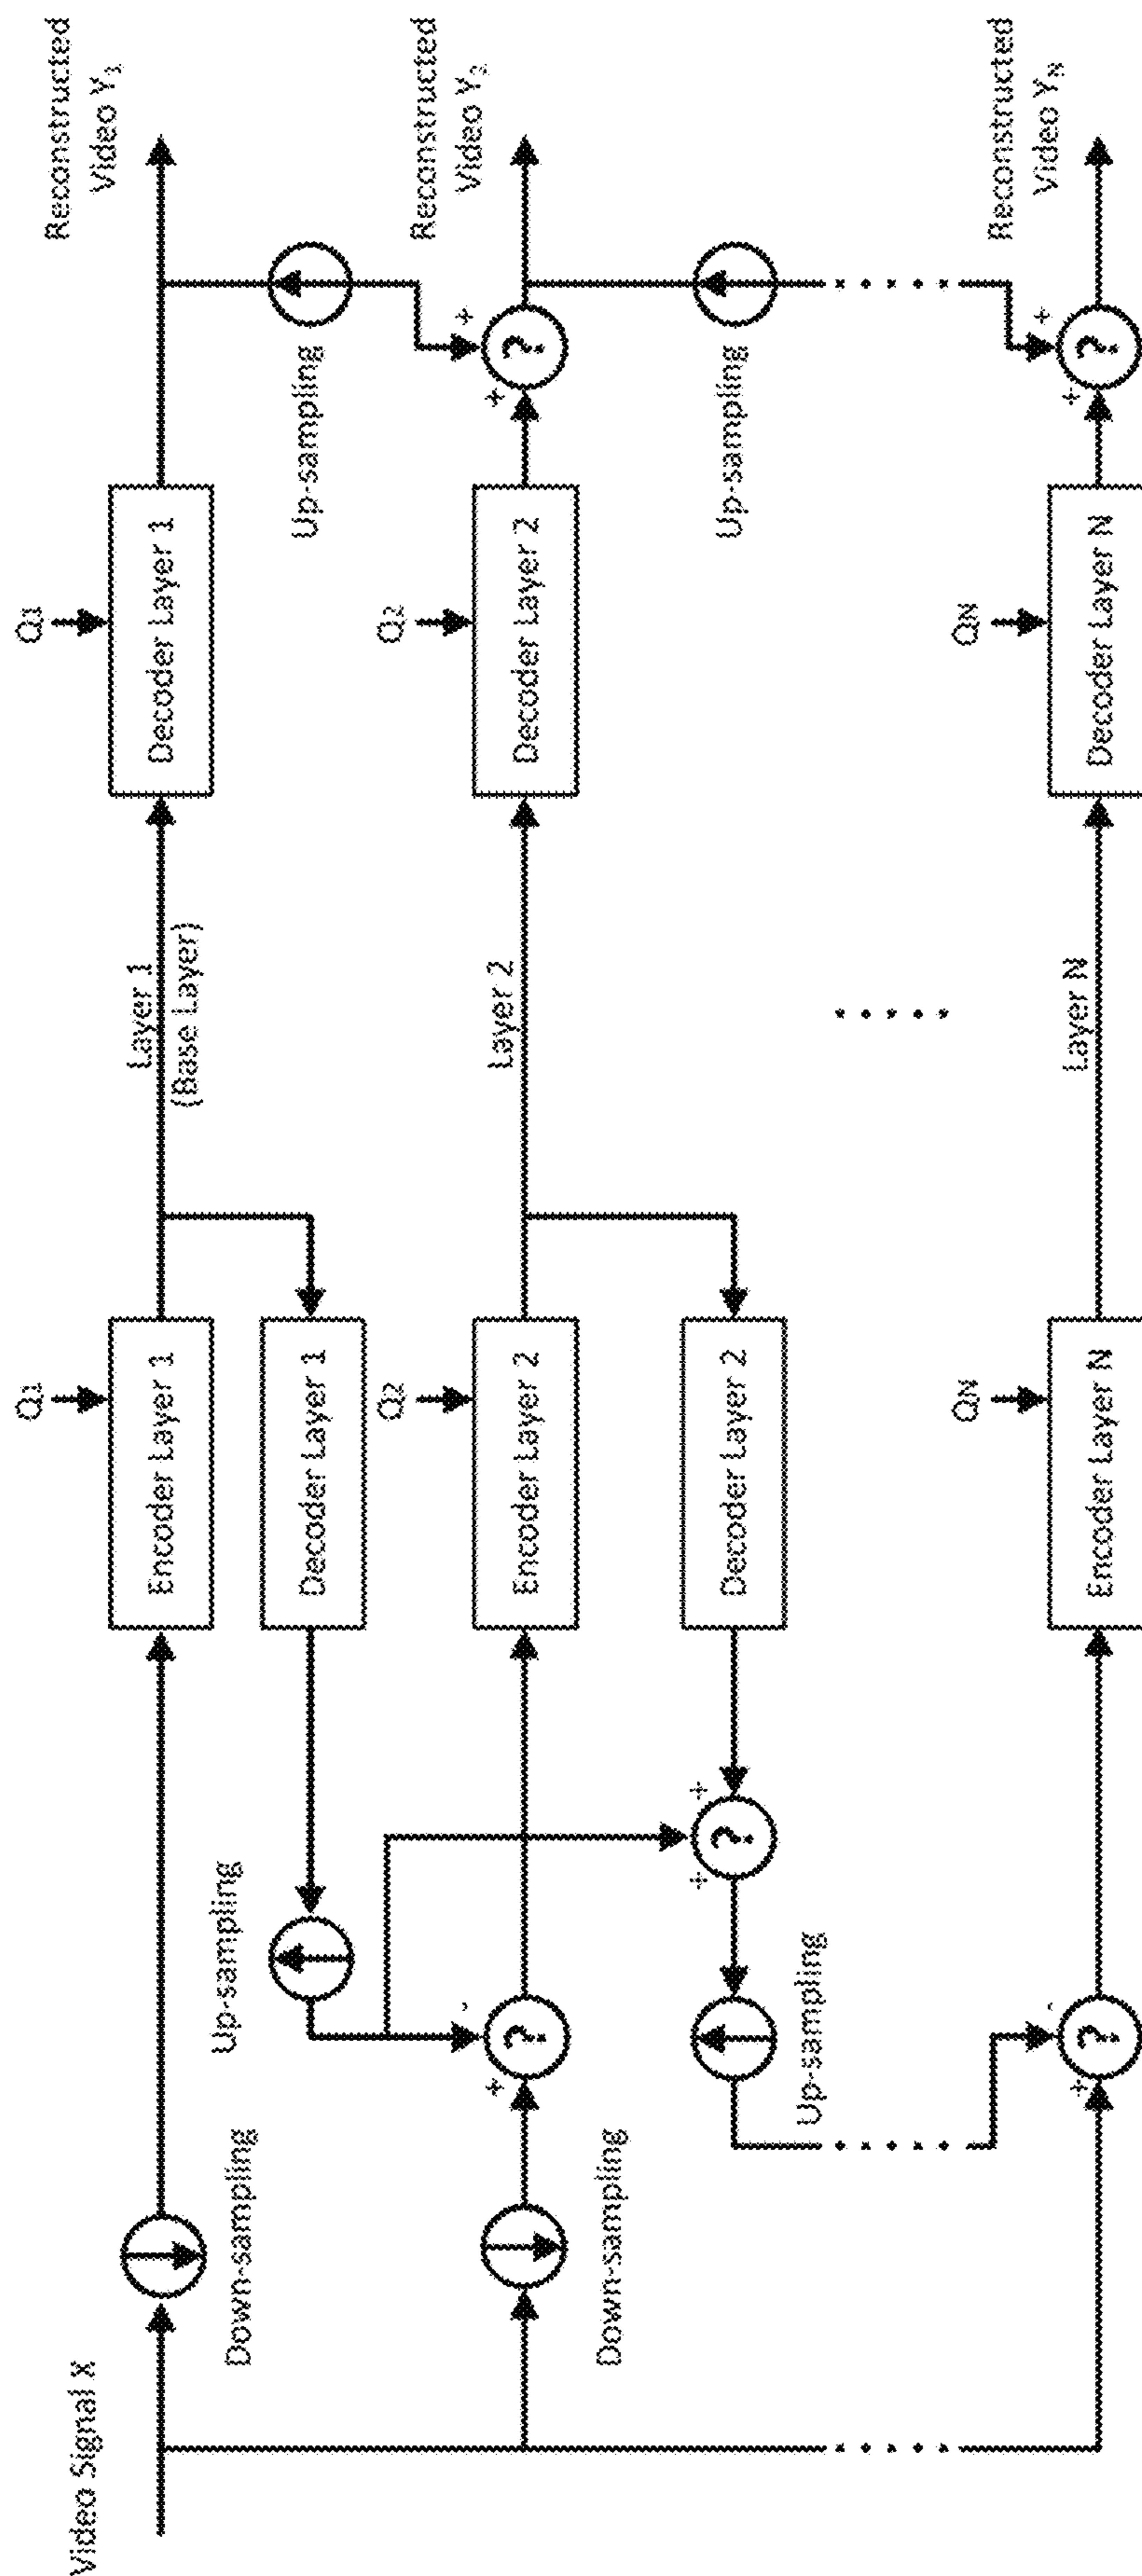 Video Signal X
Q1
Q1
Reconstructed
Video Y1
Encoder Layer 1
Layer 1
(Base Layer)
Decoder Layer 1
Down-sampling
Up-sampling
Decoder Layer 1
Up-sampling
Q2
Q2
Reconstructed
Video Y2
+
-
?
Encoder Layer 2
Layer 2
Decoder Layer 2
+
+
?
Down-sampling
+
+
?
Decoder Layer 2
Up-sampling
Up-sampling
QN
QN
Reconstructed
Video YN
+
-
?
Encoder Layer N
Layer N
Decoder Layer N
+
+
?